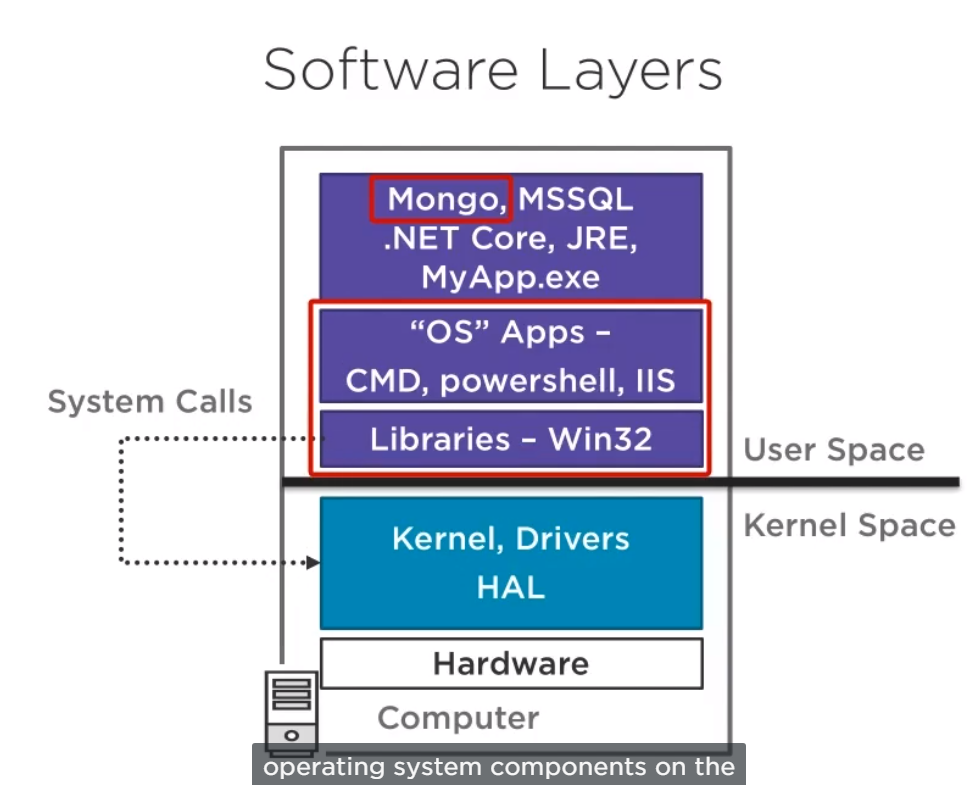 Software Layers
Mongo, MSSQL
.NET Core, JRE,
MyApp.exe
“OS” Apps –
CMD, powershell, IIS
System Calls
Libraries – Win32
User Space
Kernel Space
Kernel, Drivers
HAL
Hardware
Computer
operating system components on the